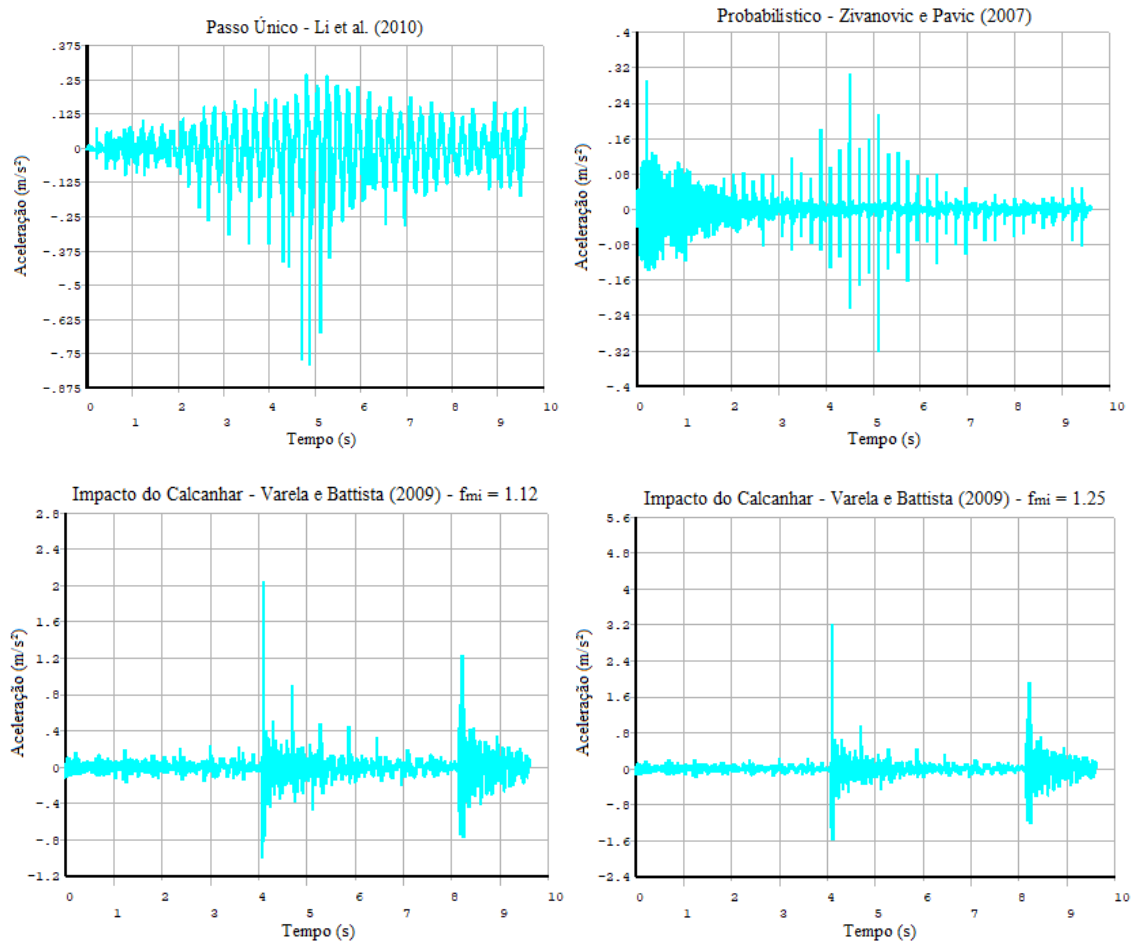 Passo Único - Li et al. (2010)
Aceleração (m/s²)
.375
.25
.125
0
-.125
-.25
-.375
-.5
-.625
-.75
-.875
0 1 2 3 4 5 6 7 8 9 10
Tempo (s)
Probabilístico - Zivanovic e Pavic (2007)
Aceleração (m/s²)
.4
.32
.24
.16
.08
0
-.08
-.16
-.24
-.32
-.4
0 1 2 3 4 5 6 7 8 9 10
Tempo (s)
Impacto do Calcanhar - Varela e Battista (2009) - fmi = 1.12
Aceleração (m/s²)
2.8
2.4
2
1.6
1.2
.8
.4
0
-.4
-.8
-1.2
0 1 2 3 4 5 6 7 8 9 10
Tempo (s)
Impacto do Calcanhar - Varela e Battista (2009) - fmi = 1.25
Aceleração (m/s²)
5.6
4.8
4
3.2
2.4
1.6
.8
0
-.8
-1.6
-2.4
0 1 2 3 4 5 6 7 8 9 10
Tempo (s)